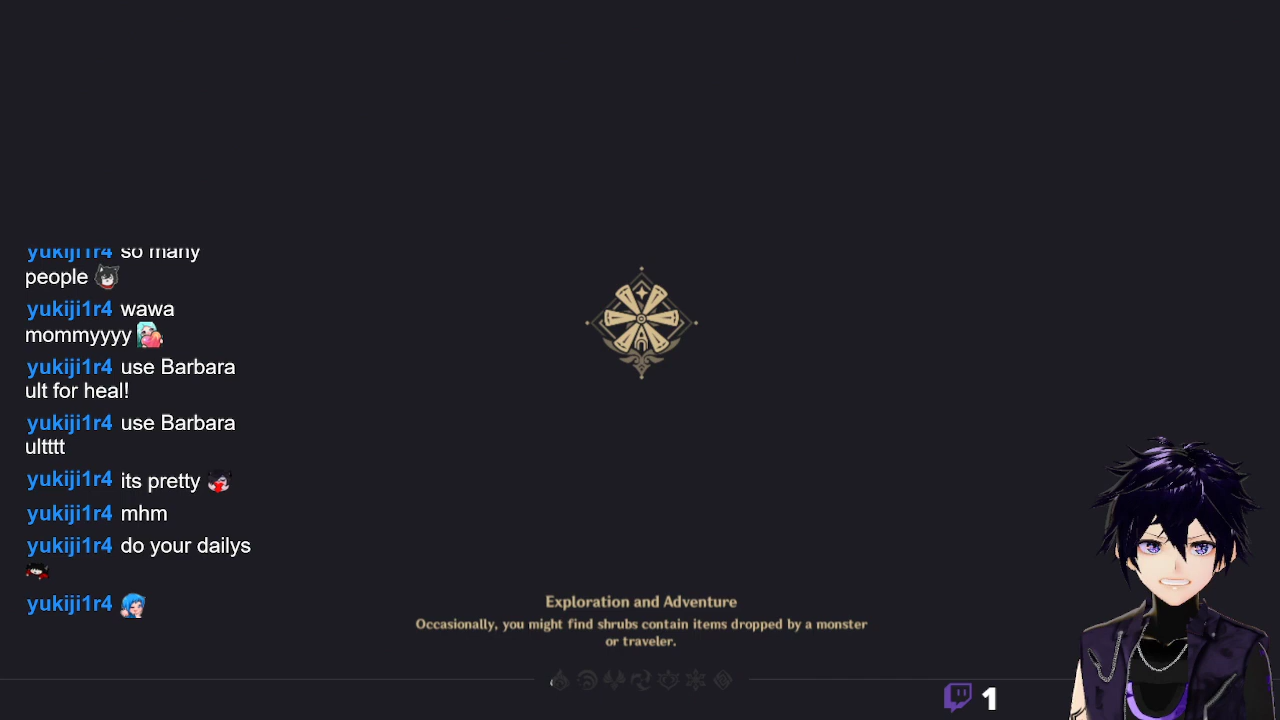 yukiji1r4 so many
people
yukiji1r4 wawa
mommyyyy
yukiji1r4 use Barbara
ult for heal!
yukiji1r4 use Barbara
ultttt
yukiji1r4 its pretty
yukiji1r4 mhm
yukiji1r4 do your dailys
yukiji1r4
Exploration and Adventure
Occasionally, you might find shrubs contain items dropped by a monster
or traveler.
1